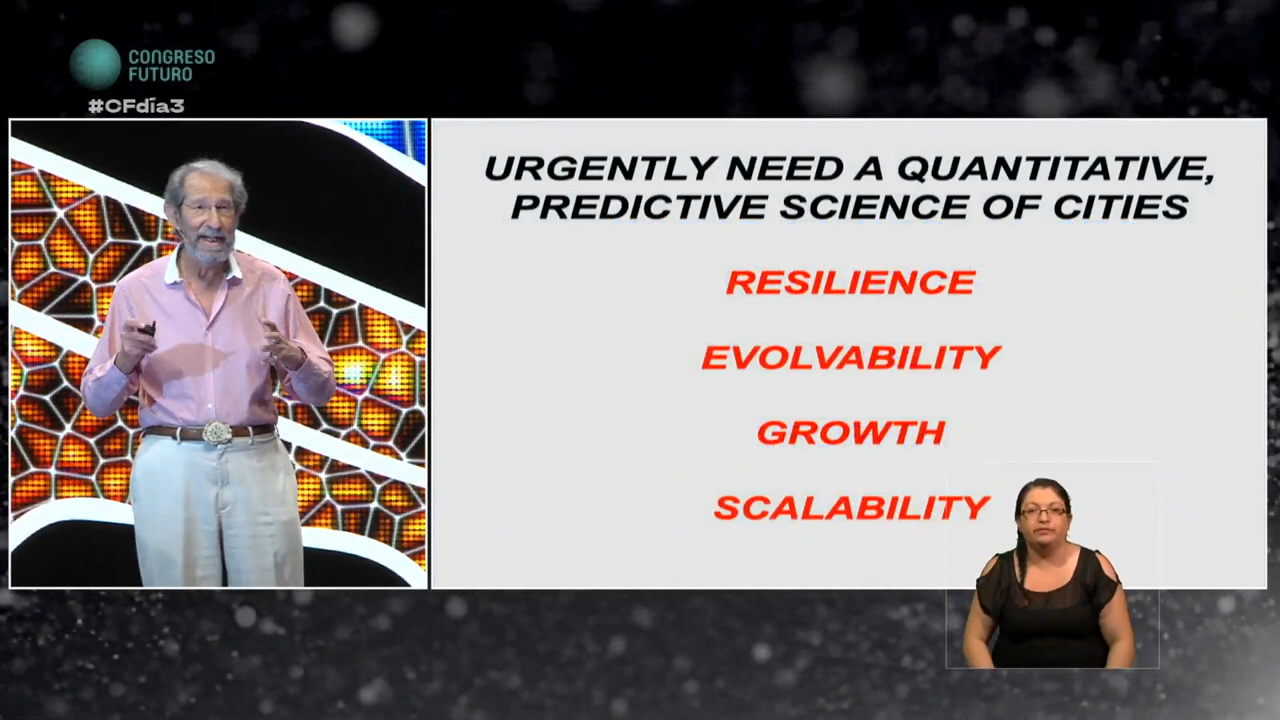 CONGRESO
FUTURO
#CFdía3
URGENTLY NEED A QUANTITATIVE,
PREDICTIVE SCIENCE OF CITIES
RESILIENCE
EVOLVABILITY
GROWTH
SCALABILITY